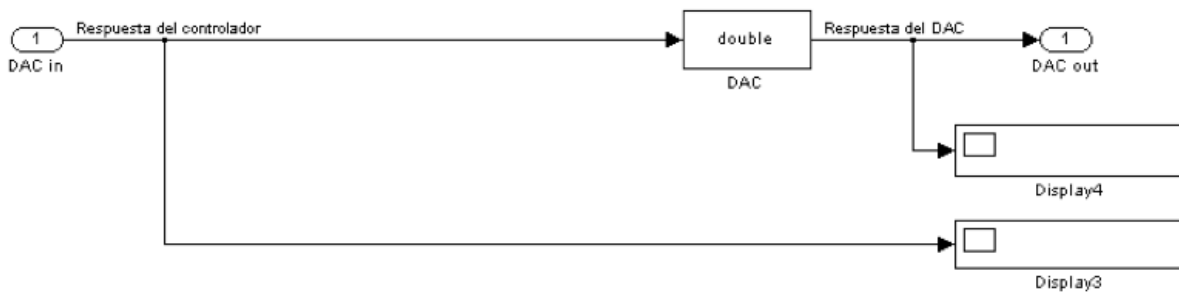 Respuesta del controlador
1
DAC in
double
DAC
Respuesta del DAC
1
DAC out
Display4
Display3